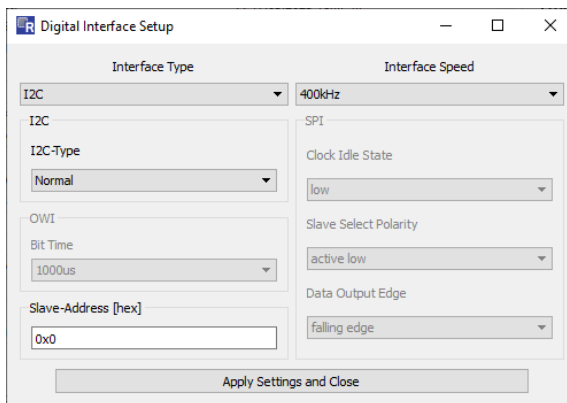 R Digital Interface Setup
Interface Type
I2C
Interface Speed
400kHz
I2C
I2C-Type
Normal
OWI
Bit Time
1000us
Slave-Address [hex]
0x0
SPI
Clock Idle State
low
Slave Select Polarity
active low
Data Output Edge
falling edge
Apply Settings and Close